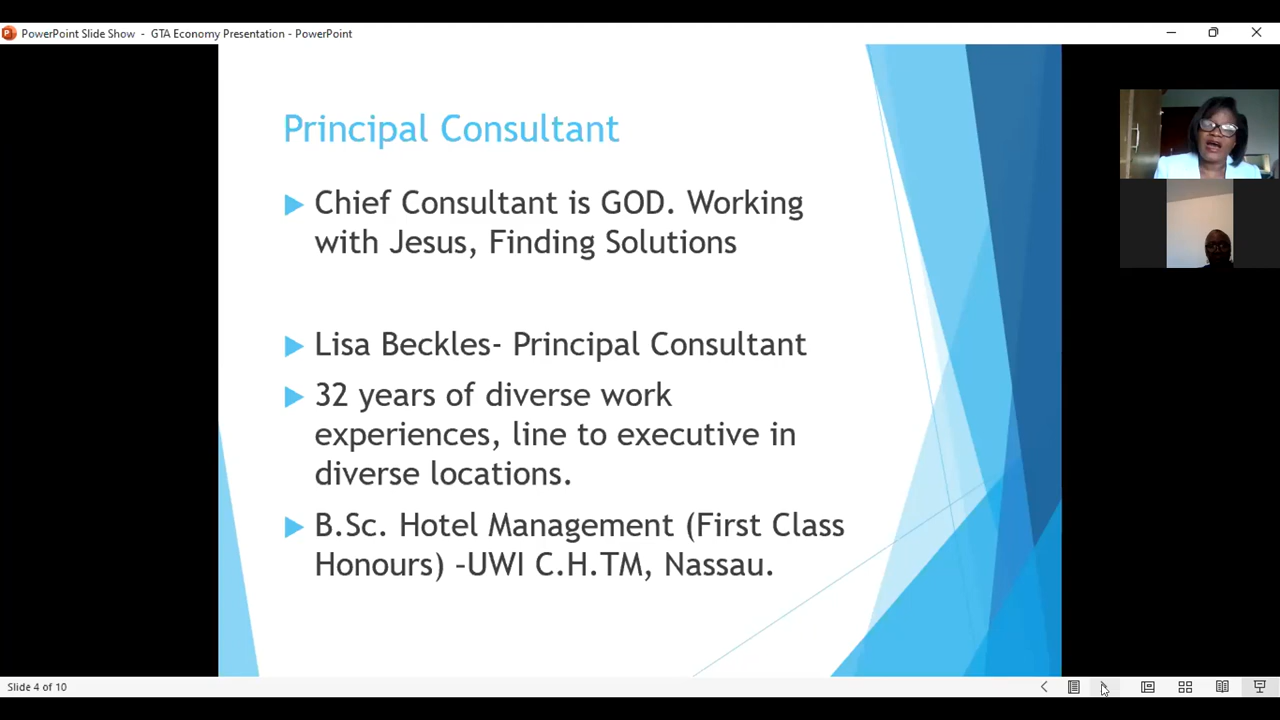 PowerPoint Slide Show - GTA Economy Presentation - PowerPoint
Principal Consultant
Chief Consultant is GOD. Working
with Jesus, Finding Solutions
Lisa Beckles- Principal Consultant
32 years of diverse work
experiences, line to executive in
diverse locations.
B.Sc. Hotel Management (First Class
Honours) -UWI C.H.TM, Nassau.
Slide 4 of 10